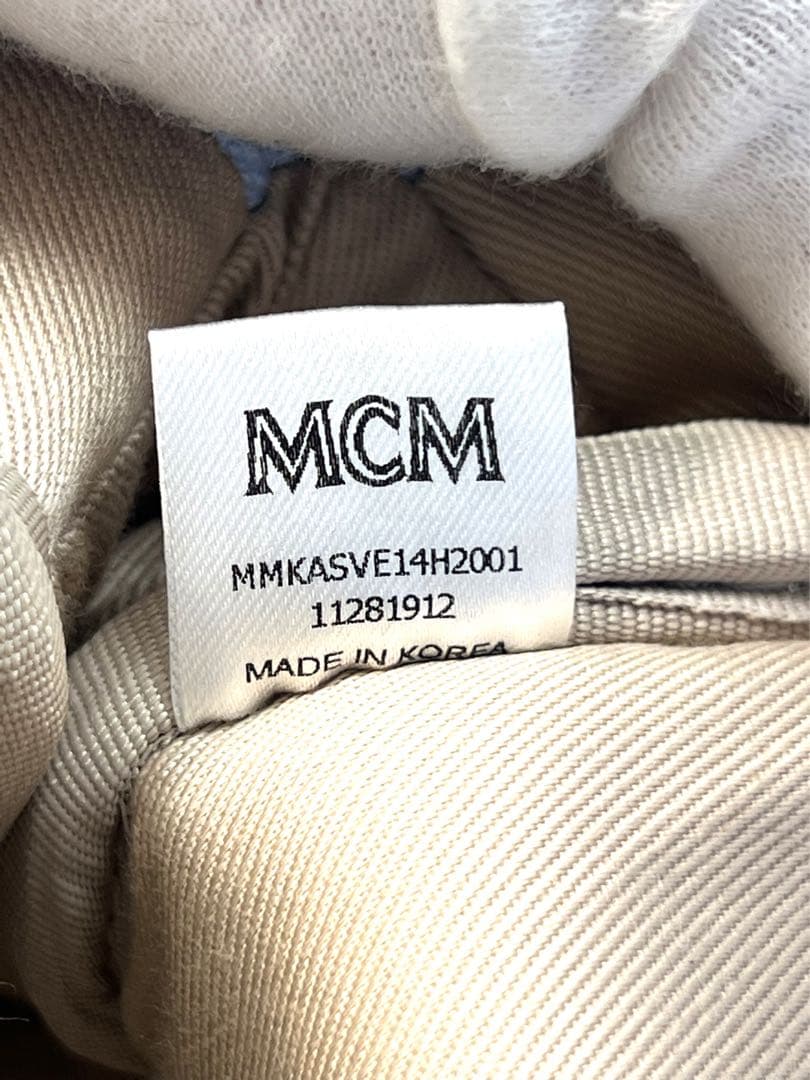 MCM
MMKASVE14H2001
11281912
MADE IN KOREA